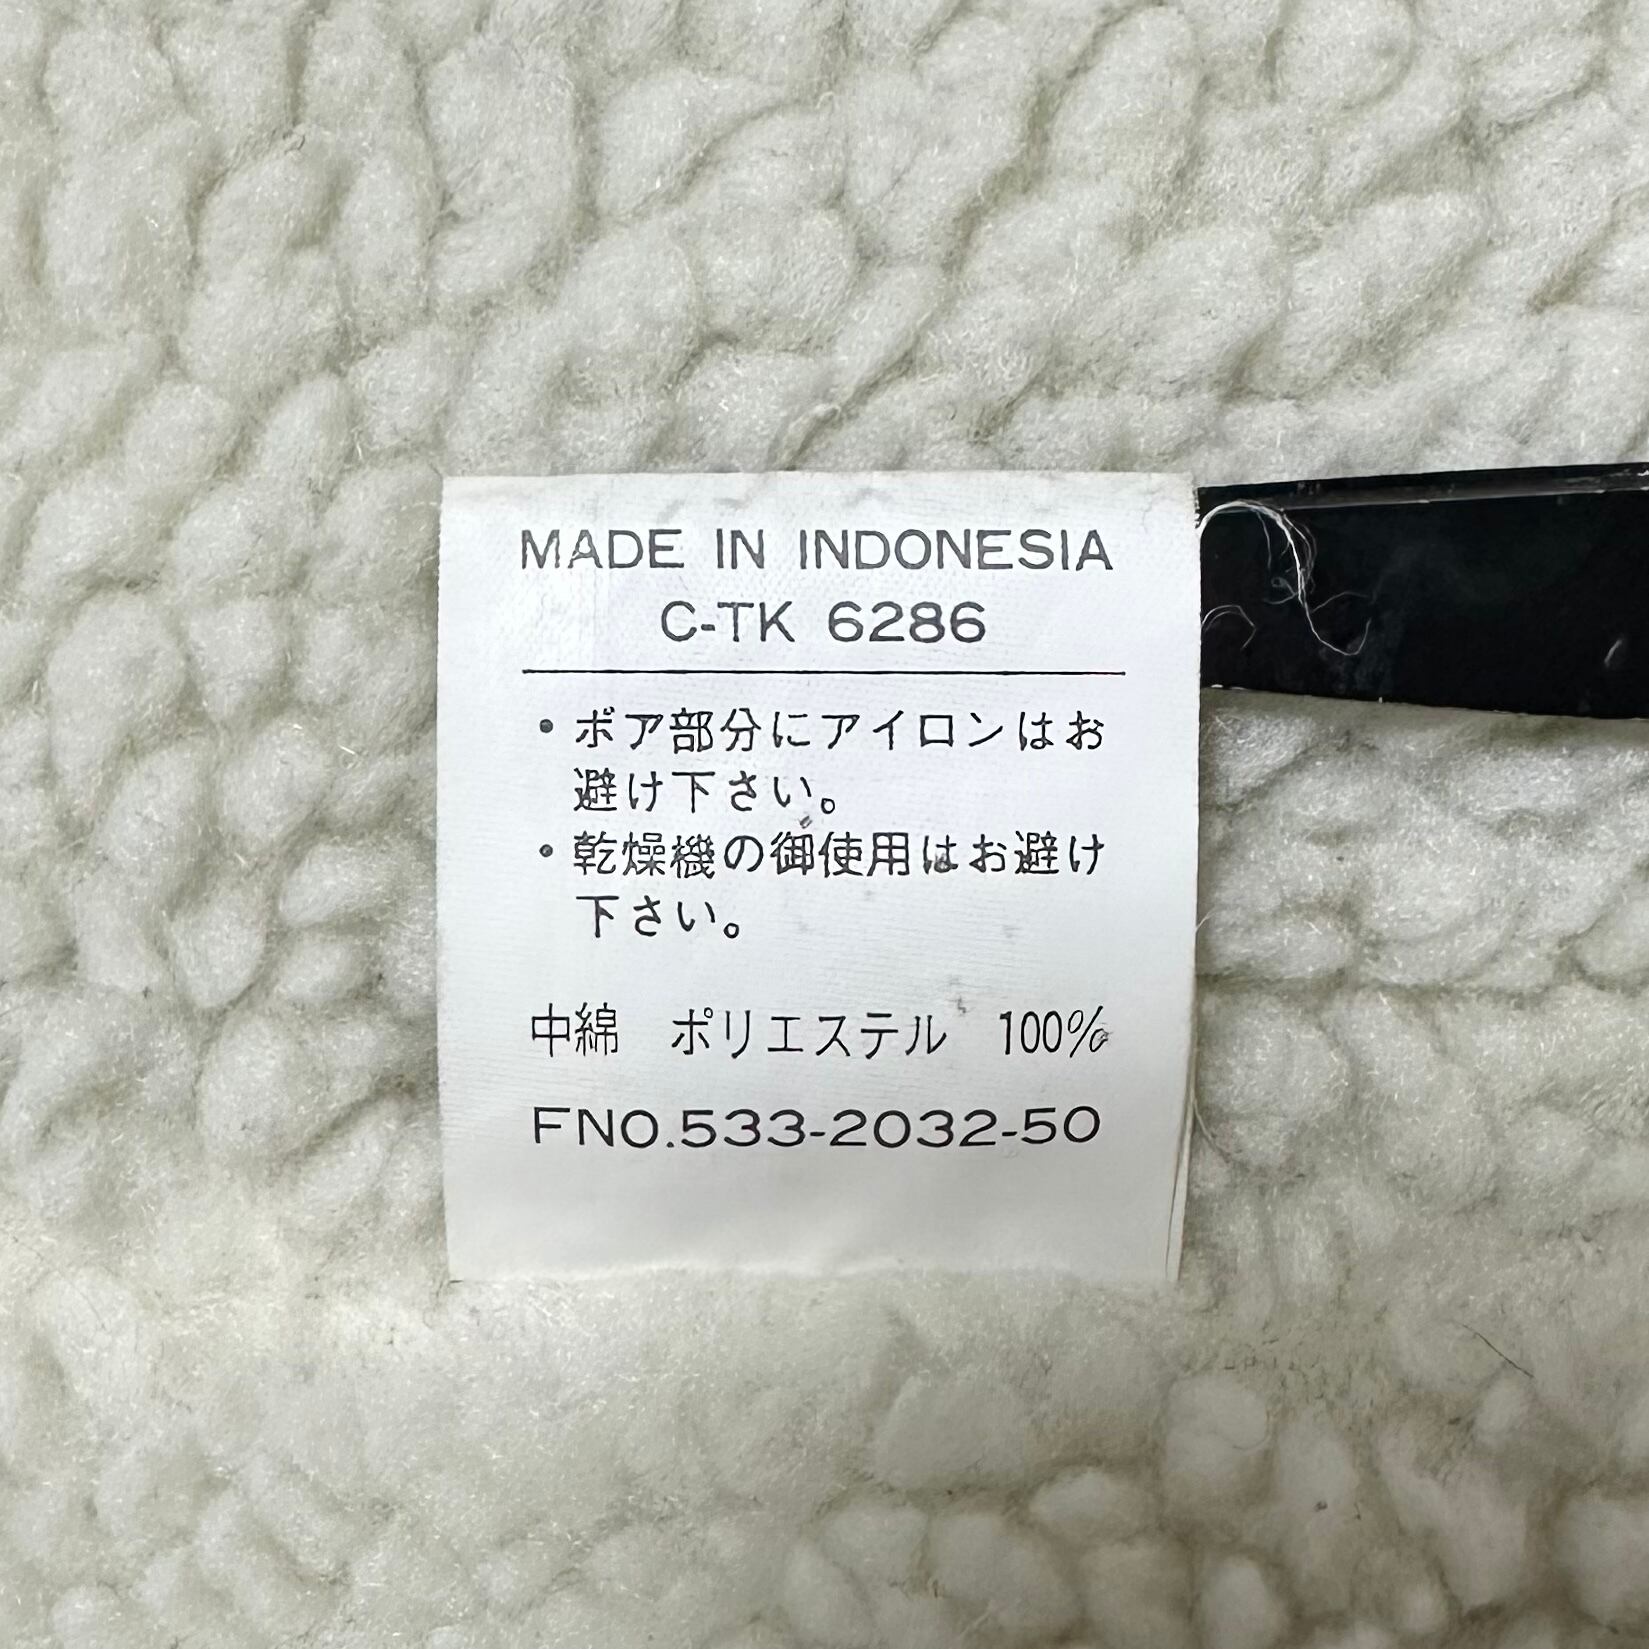 MADE IN INDONESIA
C-TK 6286
・ボア部分にアイロンはお
避け下さい。
・乾燥機の御使用はお避け
下さい。
中綿　ポリエステル　100%
FNO.533-2032-50